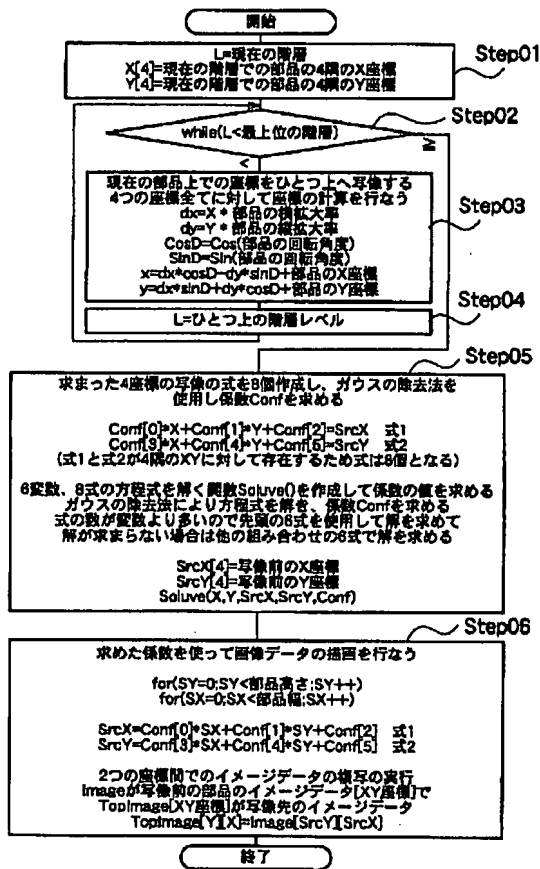 開始
L=現在の階層
X[4]=現在の階層での部品の4隅のX座標
Y[4]=現在の階層での部品の4隅のY座標
Step01
Step02
while(L<最上位の階層)
≧
<
現在の部品上での座標をひとつ上へ写像する
4つの座標全てに対して座標の計算を行なう
dx=X * 部品の横拡大率
dy=Y * 部品の縦拡大率
CosD=Cos(部品の回転角度)
SinD=Sin(部品の回転角度)
x=dx*cosD-dy*sinD+部品のX座標
y=dx*sinD+dy*cosD+部品のY座標
Step03
L=ひとつ上の階層レベル
Step04
Step05
求まった4座標の写像の式を8個作成し、ガウスの除去法を
使用し係数Confを求める
Conf[0]*X+Conf[1]*Y+Conf[2]=SrcX 式1
Conf[3]*X+Conf[4]*Y+Conf[5]=SrcY 式2
(式1と式2が4隅のXYに対して存在するため式は8個となる)
6変数、8式の方程式を解く関数Soluve()を作成して係数の値を求める
ガウスの除去法により方程式を解き、係数Confを求める
式の数が変数より多いので先頭の6式を使用して解を求めて
解が求まらない場合は他の組み合わせの6式で解を求める
SrcX[4]=写像前のX座標
SrcY[4]=写像前のY座標
Soluve(X,Y,SrcX,SrcY,Conf)
Step06
求めた係数を使って画像データの描画を行なう
for(SY=0;SY<部品高さ;SY++)
for(SX=0;SX<部品幅;SX++)
SrcX=Conf[0]*SX+Conf[1]*SY+Conf[2] 式1
SrcY=Conf[3]*SX+Conf[4]*SY+Conf[5] 式2
2つの座標間でのイメージデータの複写の実行
Imageが写像前の部品のイメージデータ[XY座標]で
TopImage[XY座標]が写像先のイメージデータ
TopImage[Y][X]=Image[SrcY][SrcX]
終了